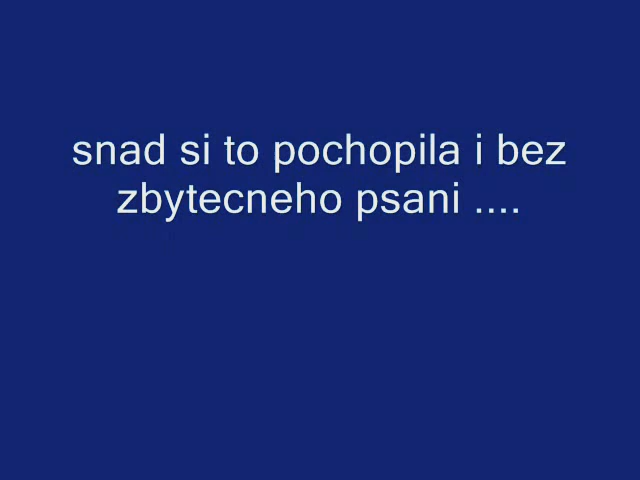 snad si to pochopila i bez
zbytecneho psani ....